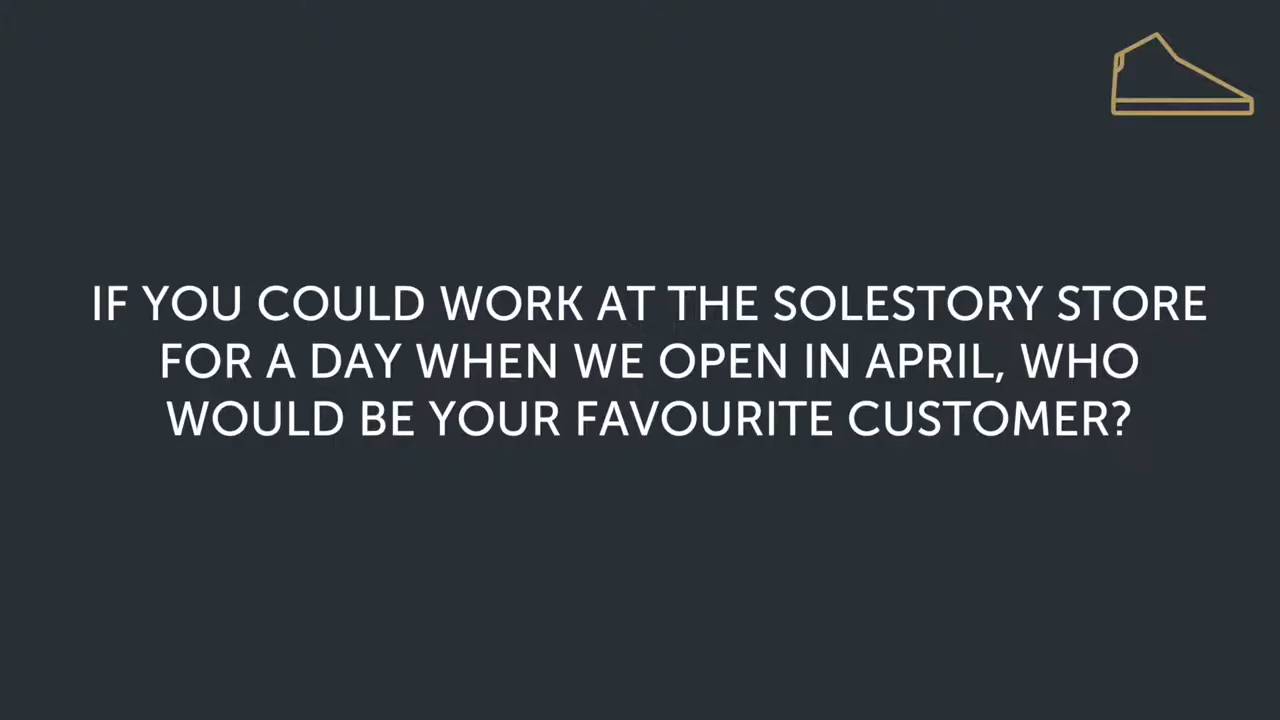 IF YOU COULD WORK AT THE SOLESTORY STORE
FOR A DAY WHEN WE OPEN IN APRIL, WHO
WOULD BE YOUR FAVOURITE CUSTOMER?